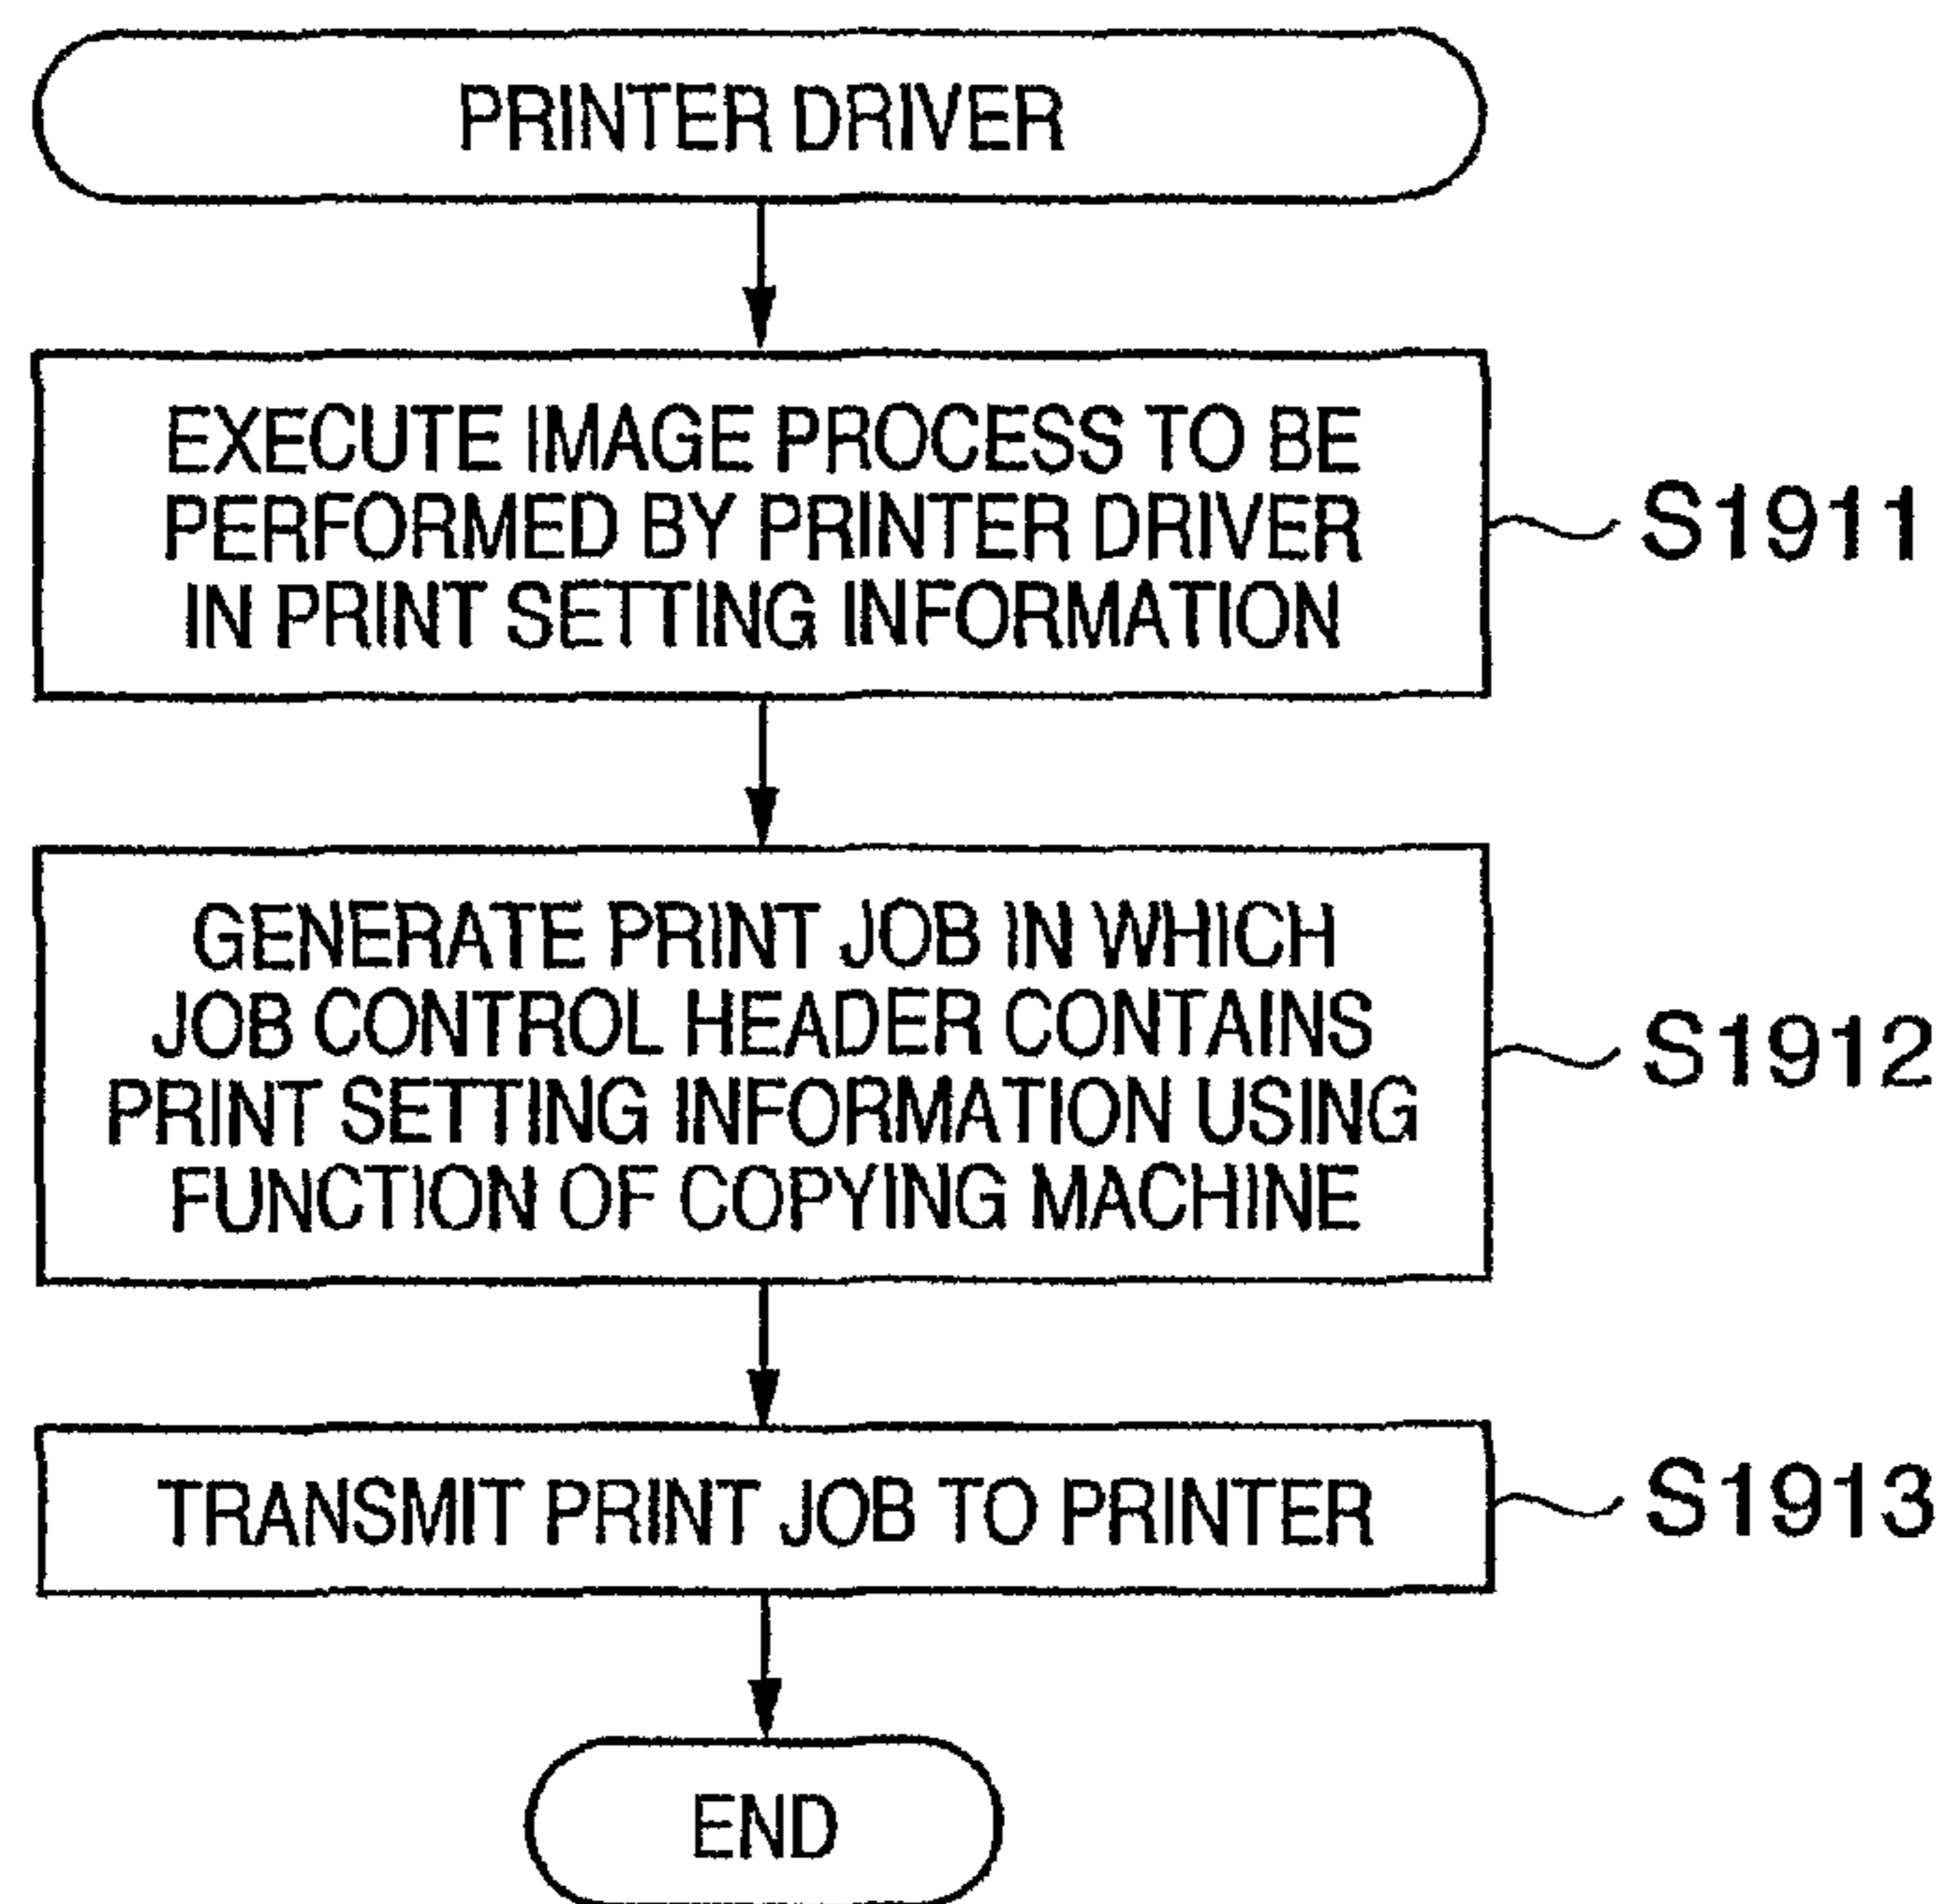 PRINTER DRIVER
EXECUTE IMAGE PROCESS TO BE
PERFORMED BY PRINTER DRIVER
IN PRINT SETTING INFORMATION
S1911
GENERATE PRINT JOB IN WHICH
JOB CONTROL HEADER CONTAINS
PRINT SETTING INFORMATION USING
FUNCTION OF COPYING MACHINE
S1912
TRANSMIT PRINT JOB TO PRINTER
S1913
END